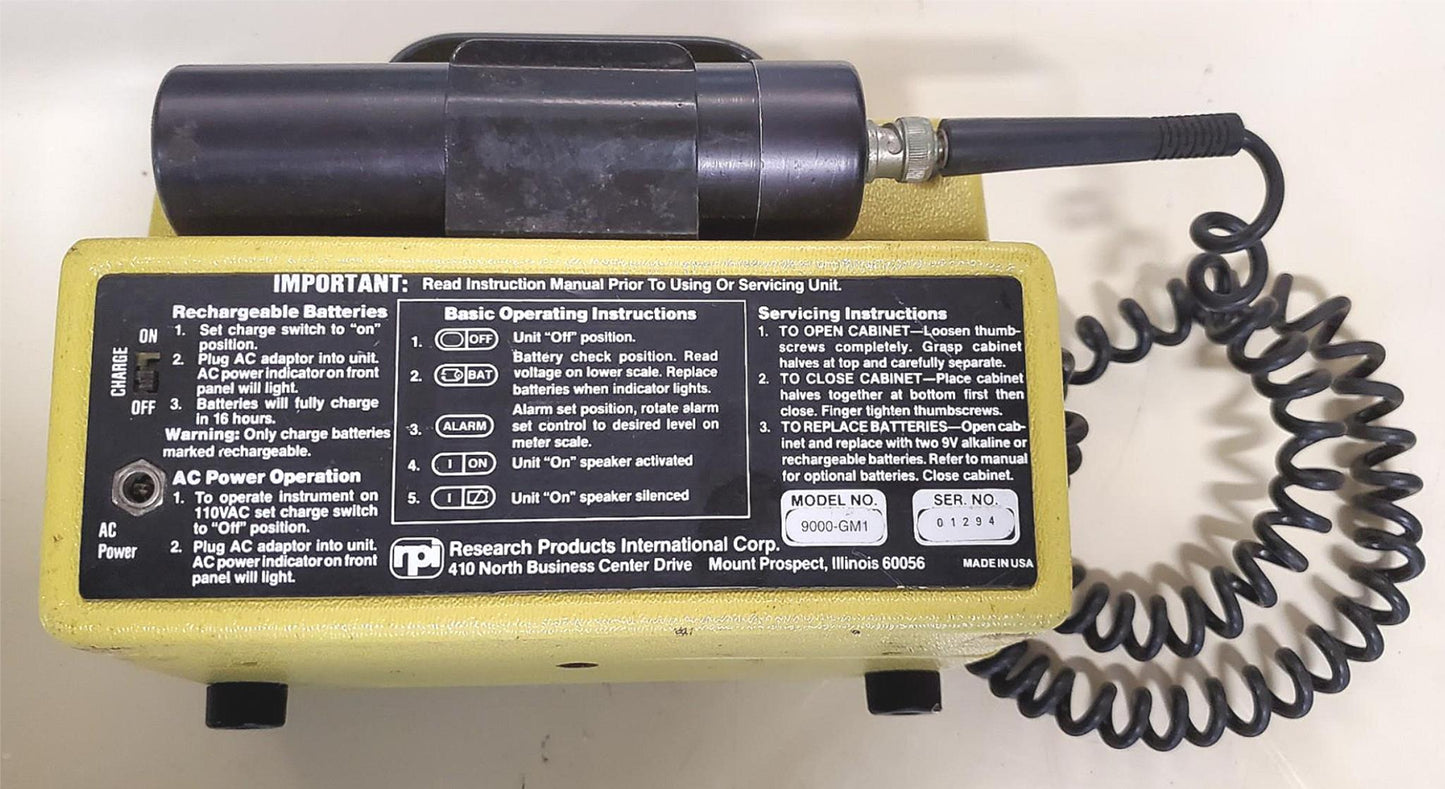 IMPORTANT: Read Instruction Manual Prior To Using Or Servicing Unit.
Rechargeable Batteries
1. Set charge switch to “on”
position.
2. Plug AC adaptor into unit.
AC power indicator on front
panel will light.
3. Batteries will fully charge
in 16 hours.
Warning: Only charge batteries
marked rechargeable.
ON
CHARGE
OFF
AC Power Operation
1. To operate instrument on
110VAC set charge switch
to “Off” position.
2. Plug AC adaptor into unit.
AC power indicator on front
panel will light.
AC
Power
Basic Operating Instructions
1. OFF Unit “Off” position.
2. BAT Battery check position. Read
voltage on lower scale. Replace
batteries when indicator lights.
3. ALARM Alarm set position, rotate alarm
set control to desired level on
meter scale.
4. I ON Unit “On” speaker activated
5. I Unit “On” speaker silenced
Servicing Instructions
1. TO OPEN CABINET—Loosen thumb-
screws completely. Grasp cabinet
halves at top and carefully separate.
2. TO CLOSE CABINET—Place cabinet
halves together at bottom first then
close. Finger tighten thumbscrews.
3. TO REPLACE BATTERIES—Open cab-
inet and replace with two 9V alkaline or
rechargeable batteries. Refer to manual
for optional batteries. Close cabinet.
MODEL NO.
9000-GM1
SER. NO.
01294
rpi Research Products International Corp.
410 North Business Center Drive Mount Prospect, Illinois 60056
MADE IN USA